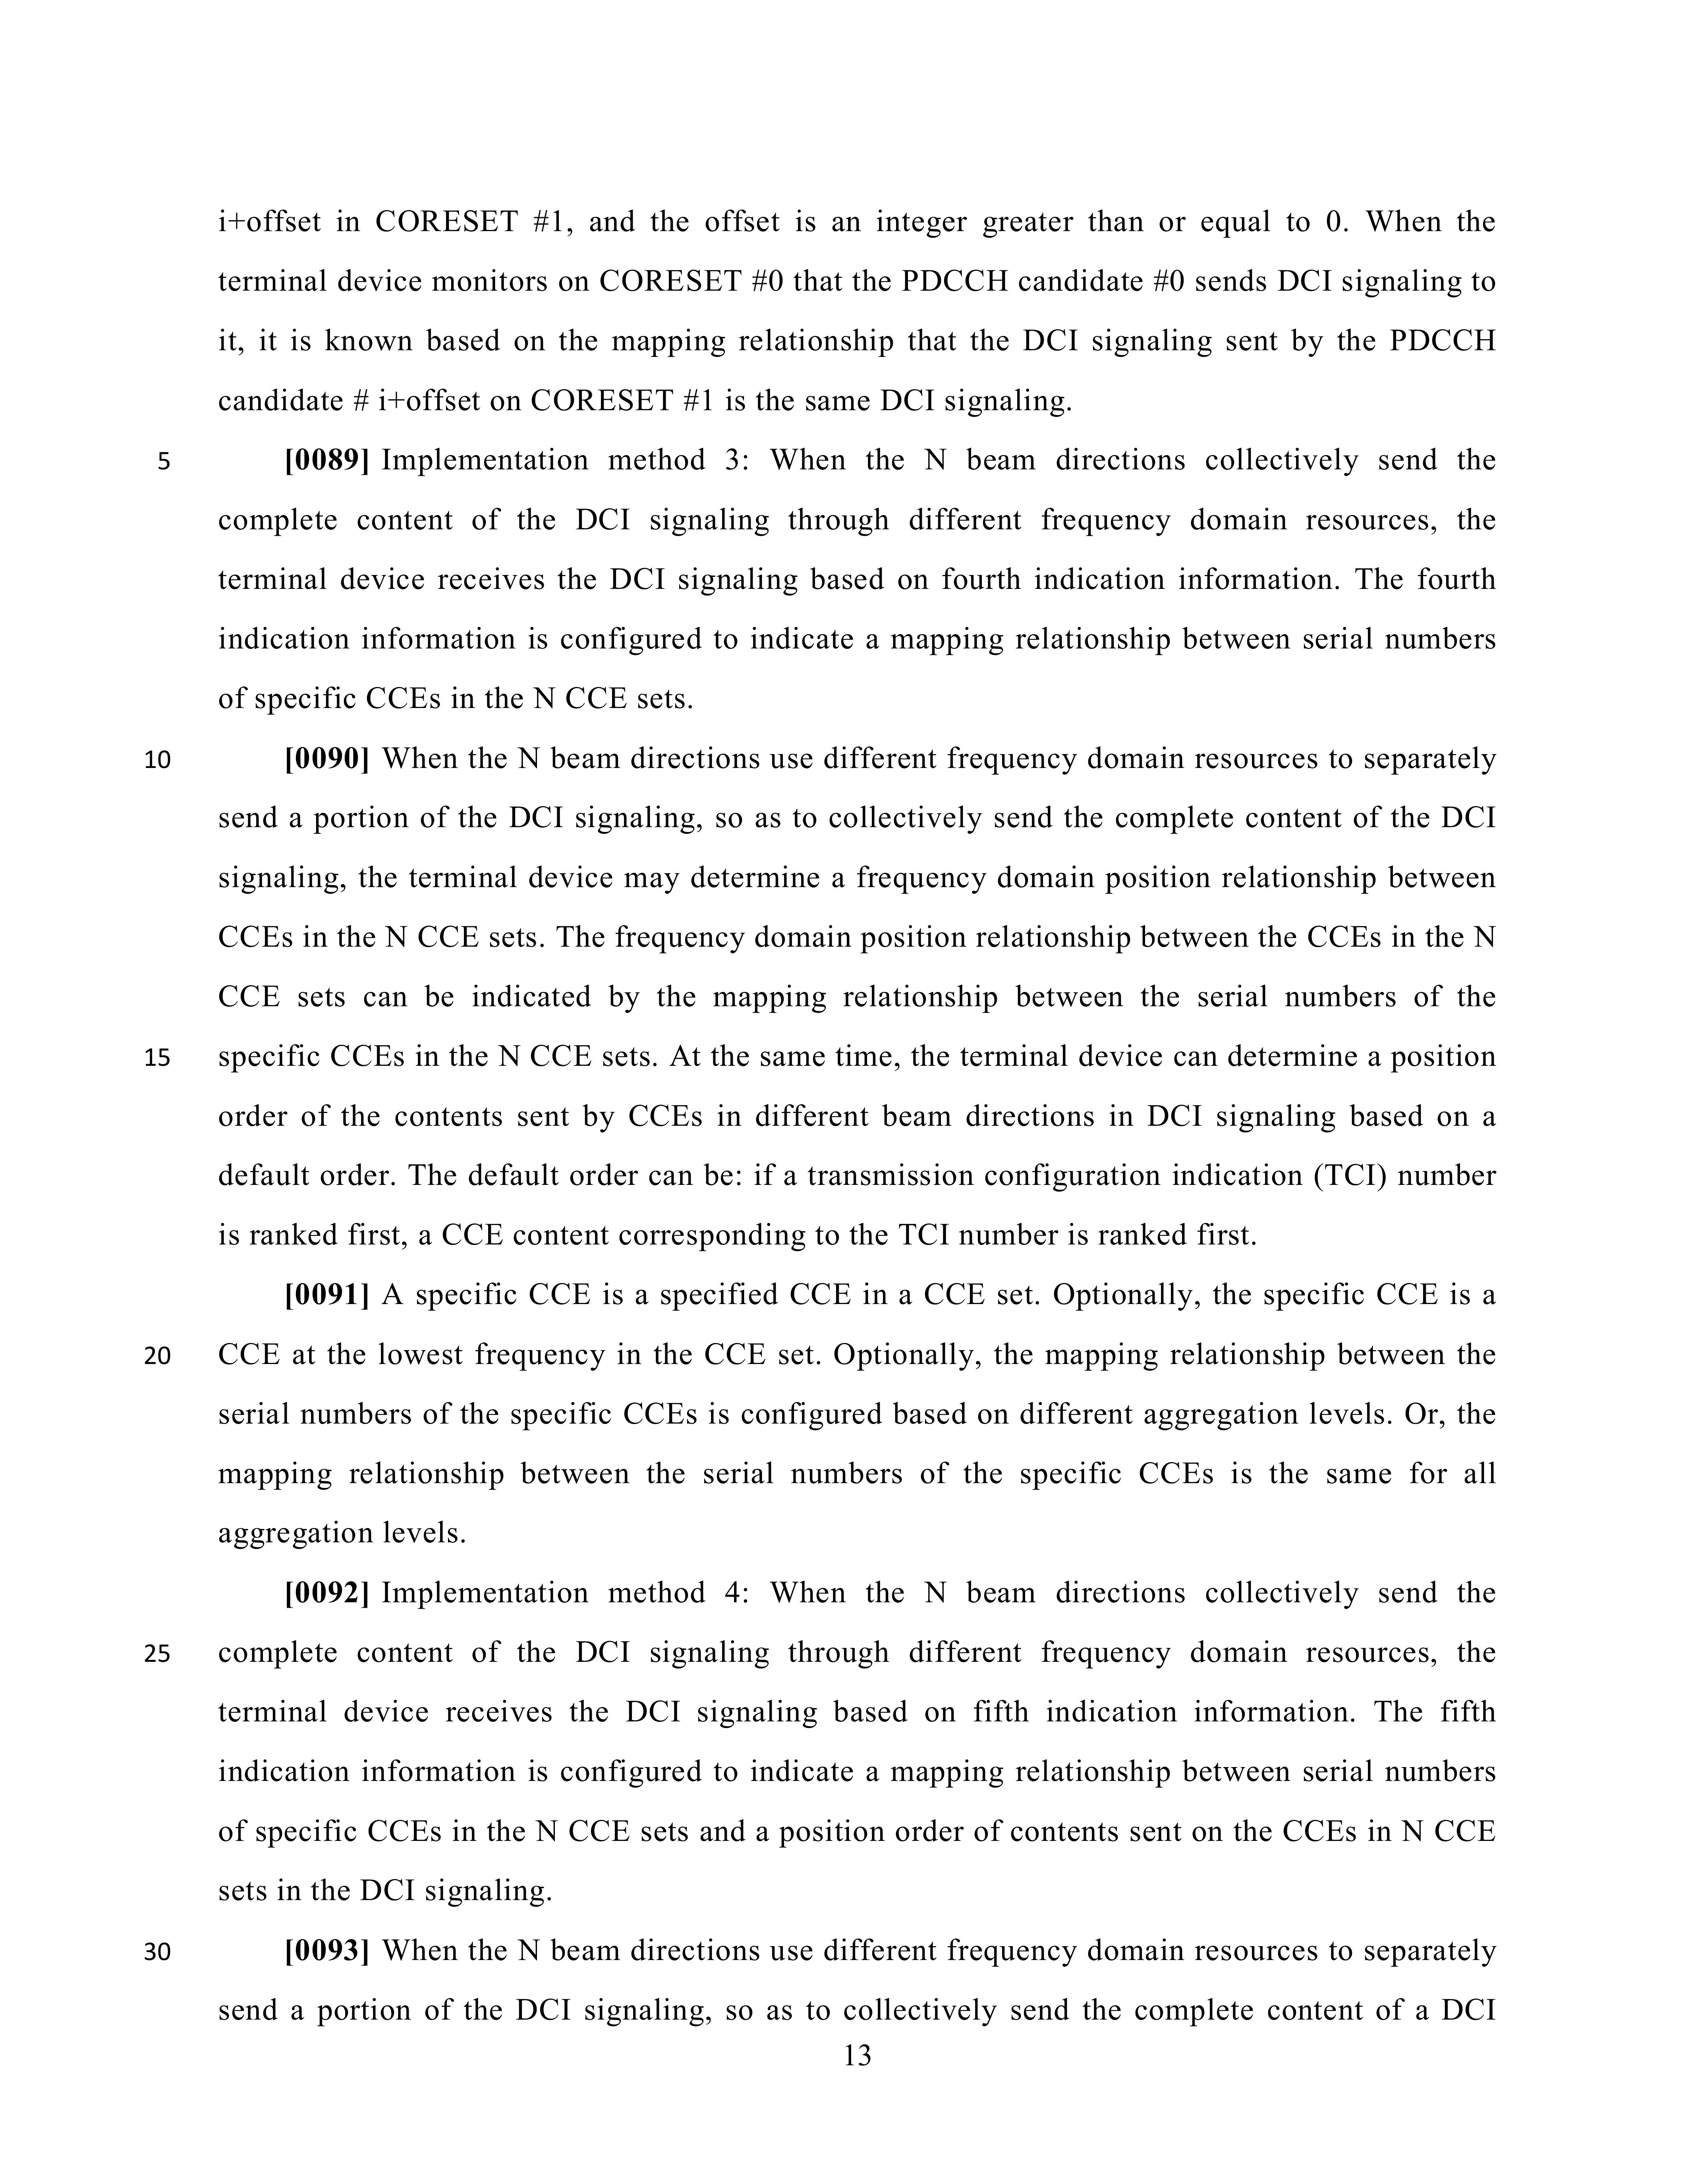 i+offset in CORESET #1, and the offset is an integer greater than or equal to 0. When the
terminal device monitors on CORESET #0 that the PDCCH candidate #0 sends DCI signaling to
it, it is known based on the mapping relationship that the DCI signaling sent by the PDCCH
candidate # i+offset on CORESET #1 is the same DCI signaling.
5 [0089] Implementation method 3: When the N beam directions collectively send the
complete content of the DCI signaling through different frequency domain resources, the
terminal device receives the DCI signaling based on fourth indication information. The fourth
indication information is configured to indicate a mapping relationship between serial numbers
of specific CCEs in the N CCE sets.
10 [0090] When the N beam directions use different frequency domain resources to separately
send a portion of the DCI signaling, so as to collectively send the complete content of the DCI
signaling, the terminal device may determine a frequency domain position relationship between
CCEs in the N CCE sets. The frequency domain position relationship between the CCEs in the N
CCE sets can be indicated by the mapping relationship between the serial numbers of the
15 specific CCEs in the N CCE sets. At the same time, the terminal device can determine a position
order of the contents sent by CCEs in different beam directions in DCI signaling based on a
default order. The default order can be: if a transmission configuration indication (TCI) number
is ranked first, a CCE content corresponding to the TCI number is ranked first.
[0091] A specific CCE is a specified CCE in a CCE set. Optionally, the specific CCE is a
20 CCE at the lowest frequency in the CCE set. Optionally, the mapping relationship between the
serial numbers of the specific CCEs is configured based on different aggregation levels. Or, the
mapping relationship between the serial numbers of the specific CCEs is the same for all
aggregation levels.
[0092] Implementation method 4: When the N beam directions collectively send the
25 complete content of the DCI signaling through different frequency domain resources, the
terminal device receives the DCI signaling based on fifth indication information. The fifth
indication information is configured to indicate a mapping relationship between serial numbers
of specific CCEs in the N CCE sets and a position order of contents sent on the CCEs in N CCE
sets in the DCI signaling.
30 [0093] When the N beam directions use different frequency domain resources to separately
send a portion of the DCI signaling, so as to collectively send the complete content of a DCI
13